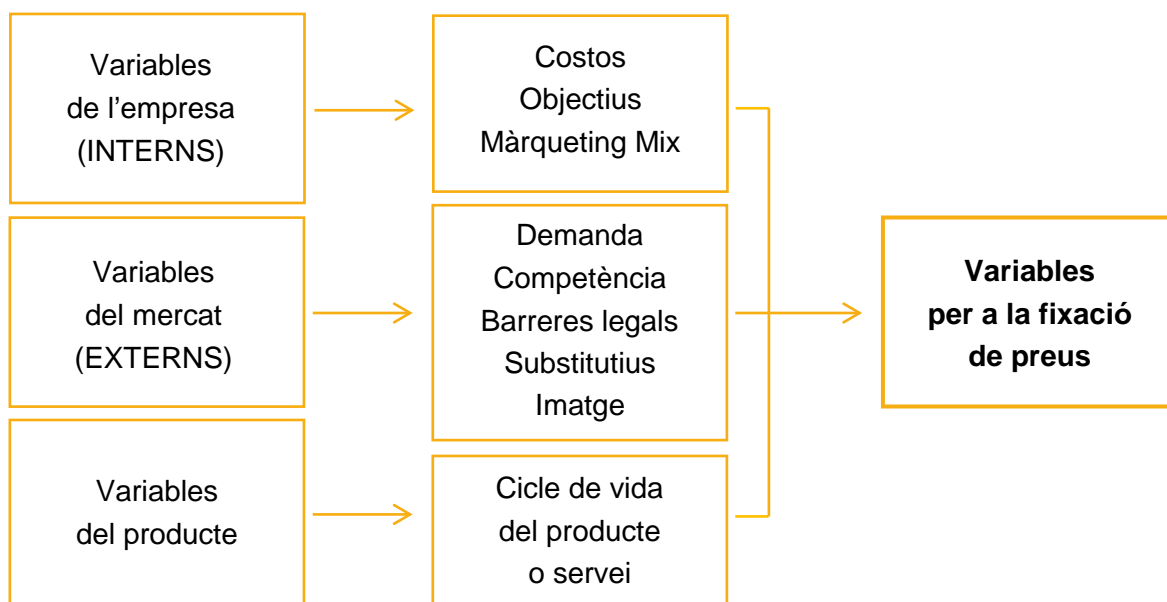 Variables
de l’empresa
(INTERNS)
Costos
Objectius
Màrqueting Mix
Variables
del mercat
(EXTERNS)
Demanda
Competència
Barreres legals
Substitutius
Imatge
Variables
per a la fixació
de preus
Variables
del producte
Cicle de vida
del producte
o servei